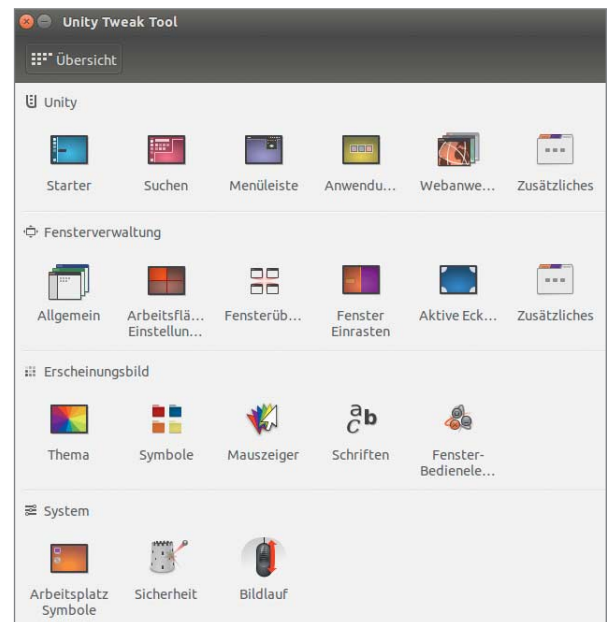 Unity Tweak Tool
Übersicht
Unity
Starter Suchen Menüleiste Anwendu... Webanwe... Zusätzliches
Fensterverwaltung
Allgemein Arbeitsflä... Fensterüb... Fenster Aktive Eck... Zusätzliches
Einstellun... Einrasten
Erscheinungsbild
a b
c
Thema Symbole Mauszeiger Schriften Fenster-
Bedienele...
System
Arbeitsplatz Sicherheit Bildlauf
Symbole